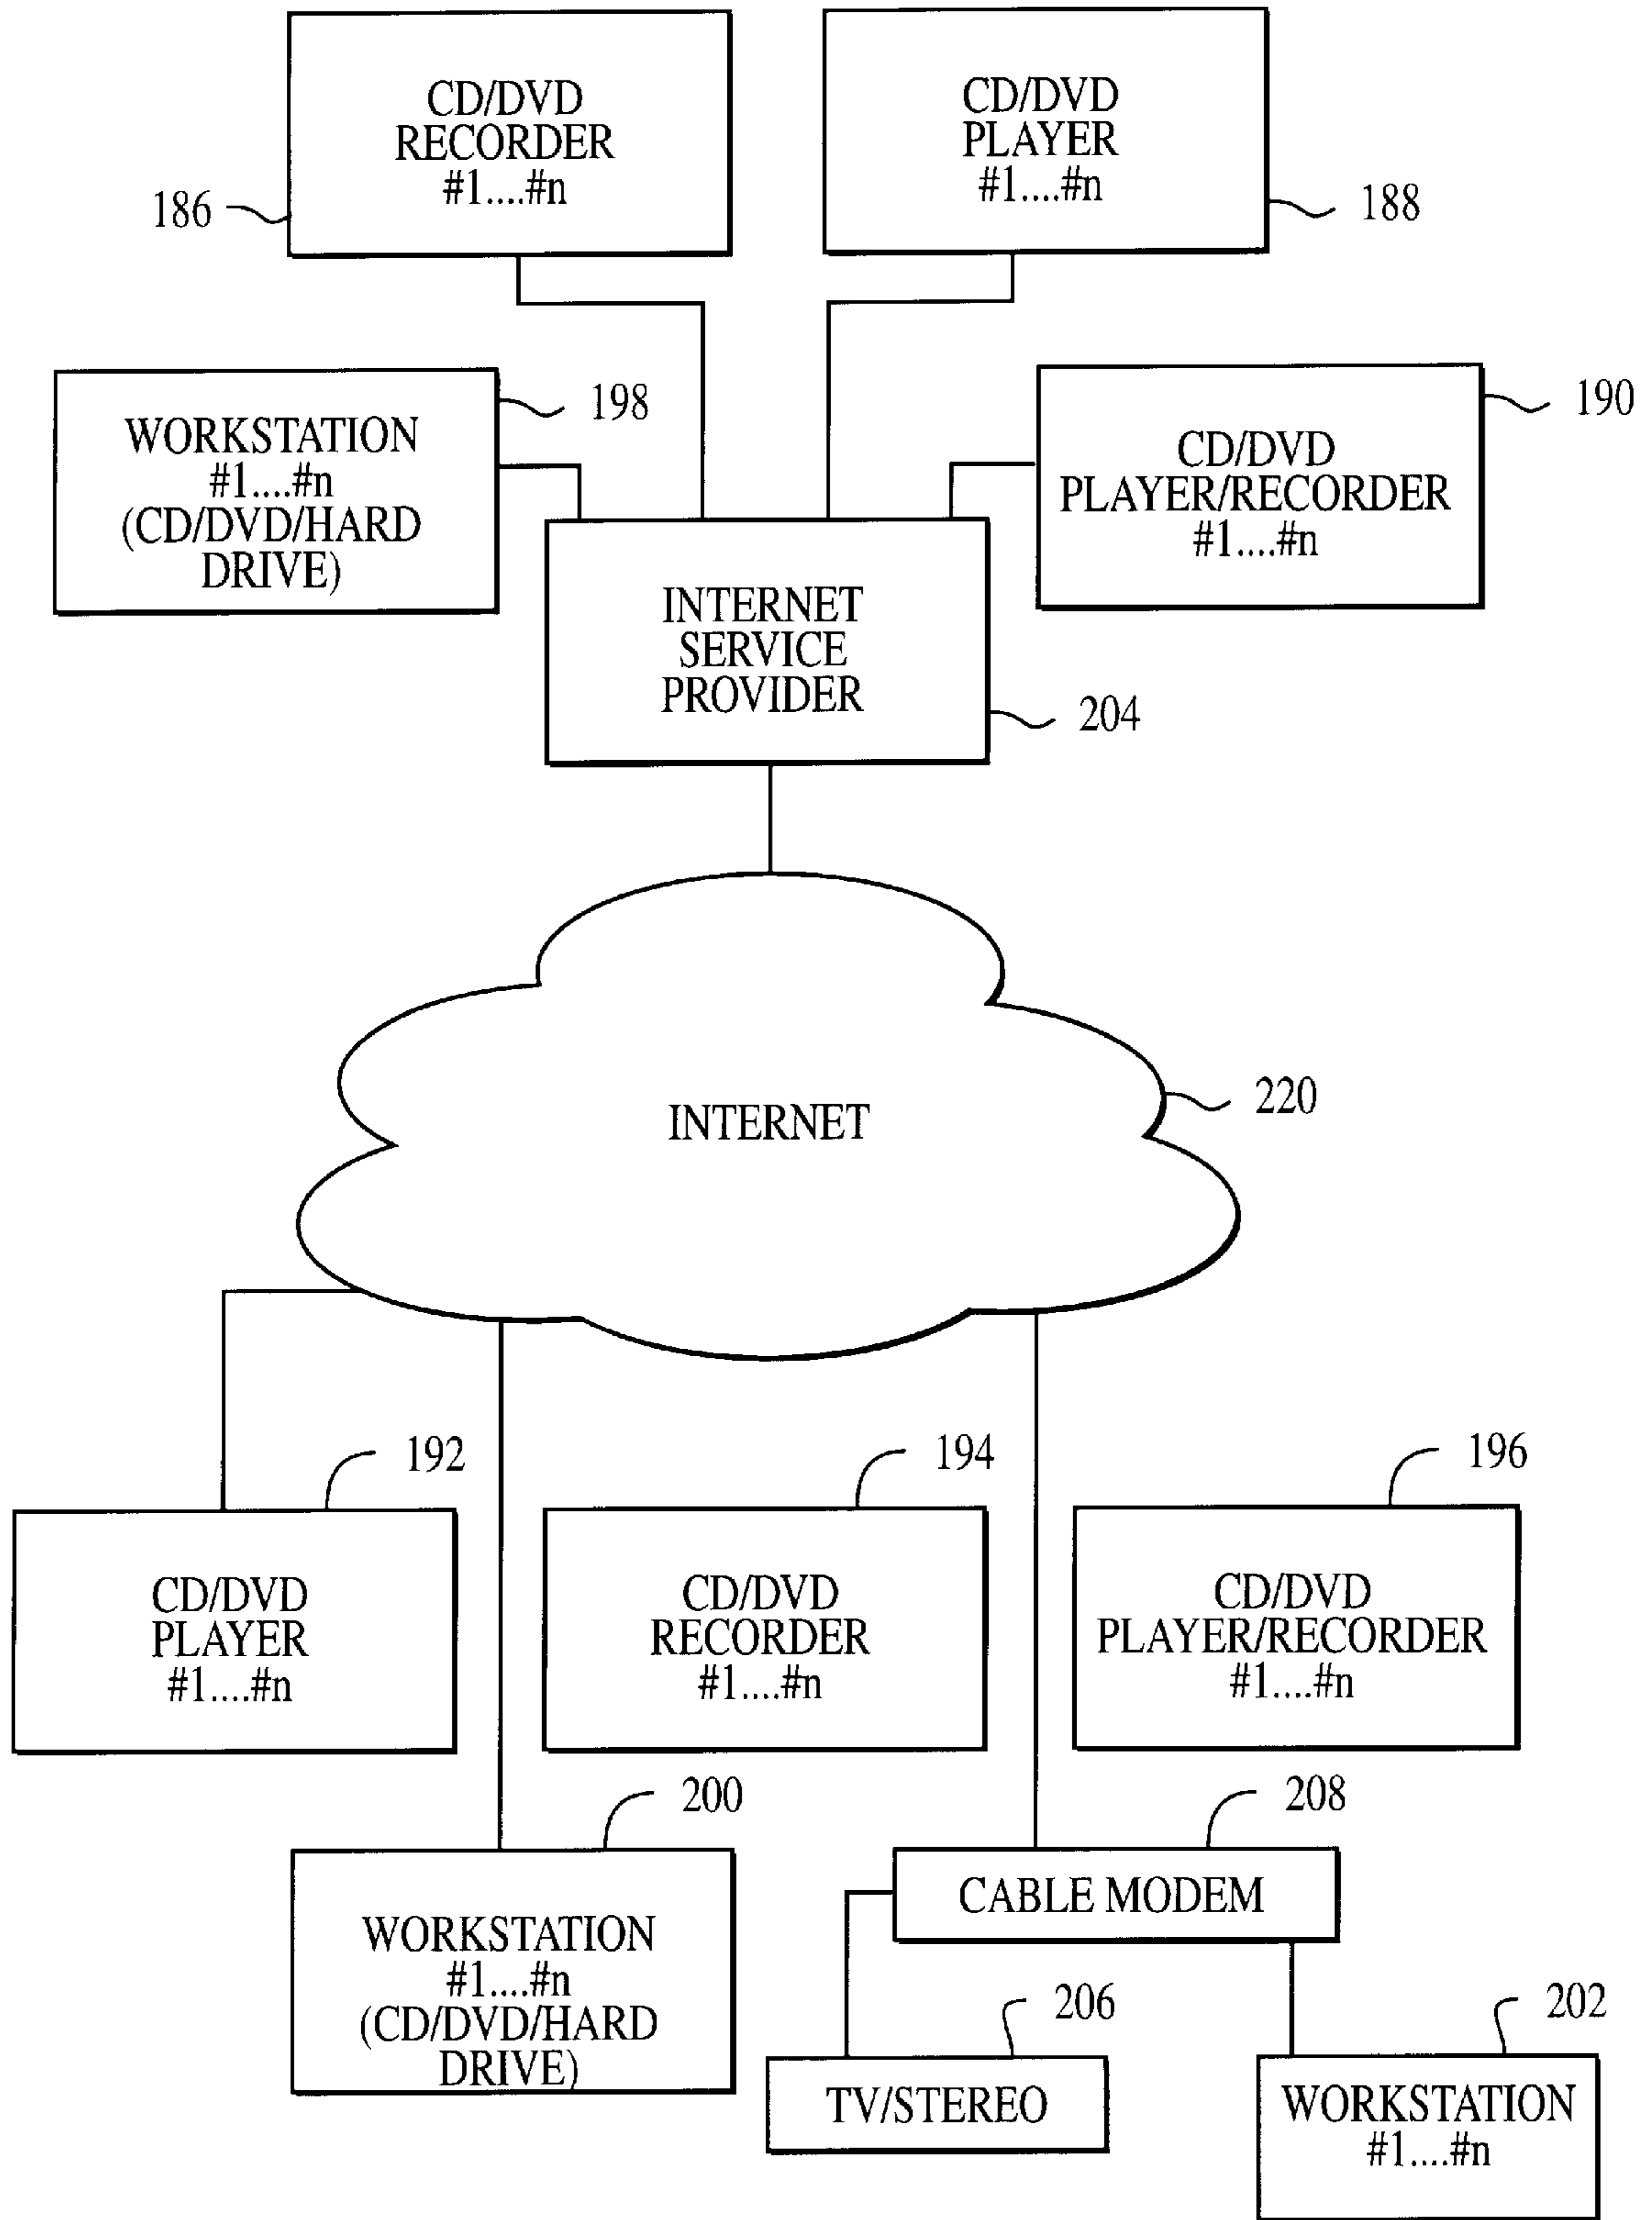 CD/DVD
RECORDER
#1....#n
186
CD/DVD
PLAYER
#1....#n
188
WORKSTATION
#1....#n
(CD/DVD/HARD
DRIVE)
198
CD/DVD
PLAYER/RECORDER
#1....#n
190
INTERNET
SERVICE
PROVIDER
204
INTERNET
220
192
CD/DVD
PLAYER
#1....#n
194
CD/DVD
RECORDER
#1....#n
196
CD/DVD
PLAYER/RECORDER
#1....#n
200
WORKSTATION
#1....#n
(CD/DVD/HARD
DRIVE)
208
CABLE MODEM
206
TV/STEREO
202
WORKSTATION
#1....#n